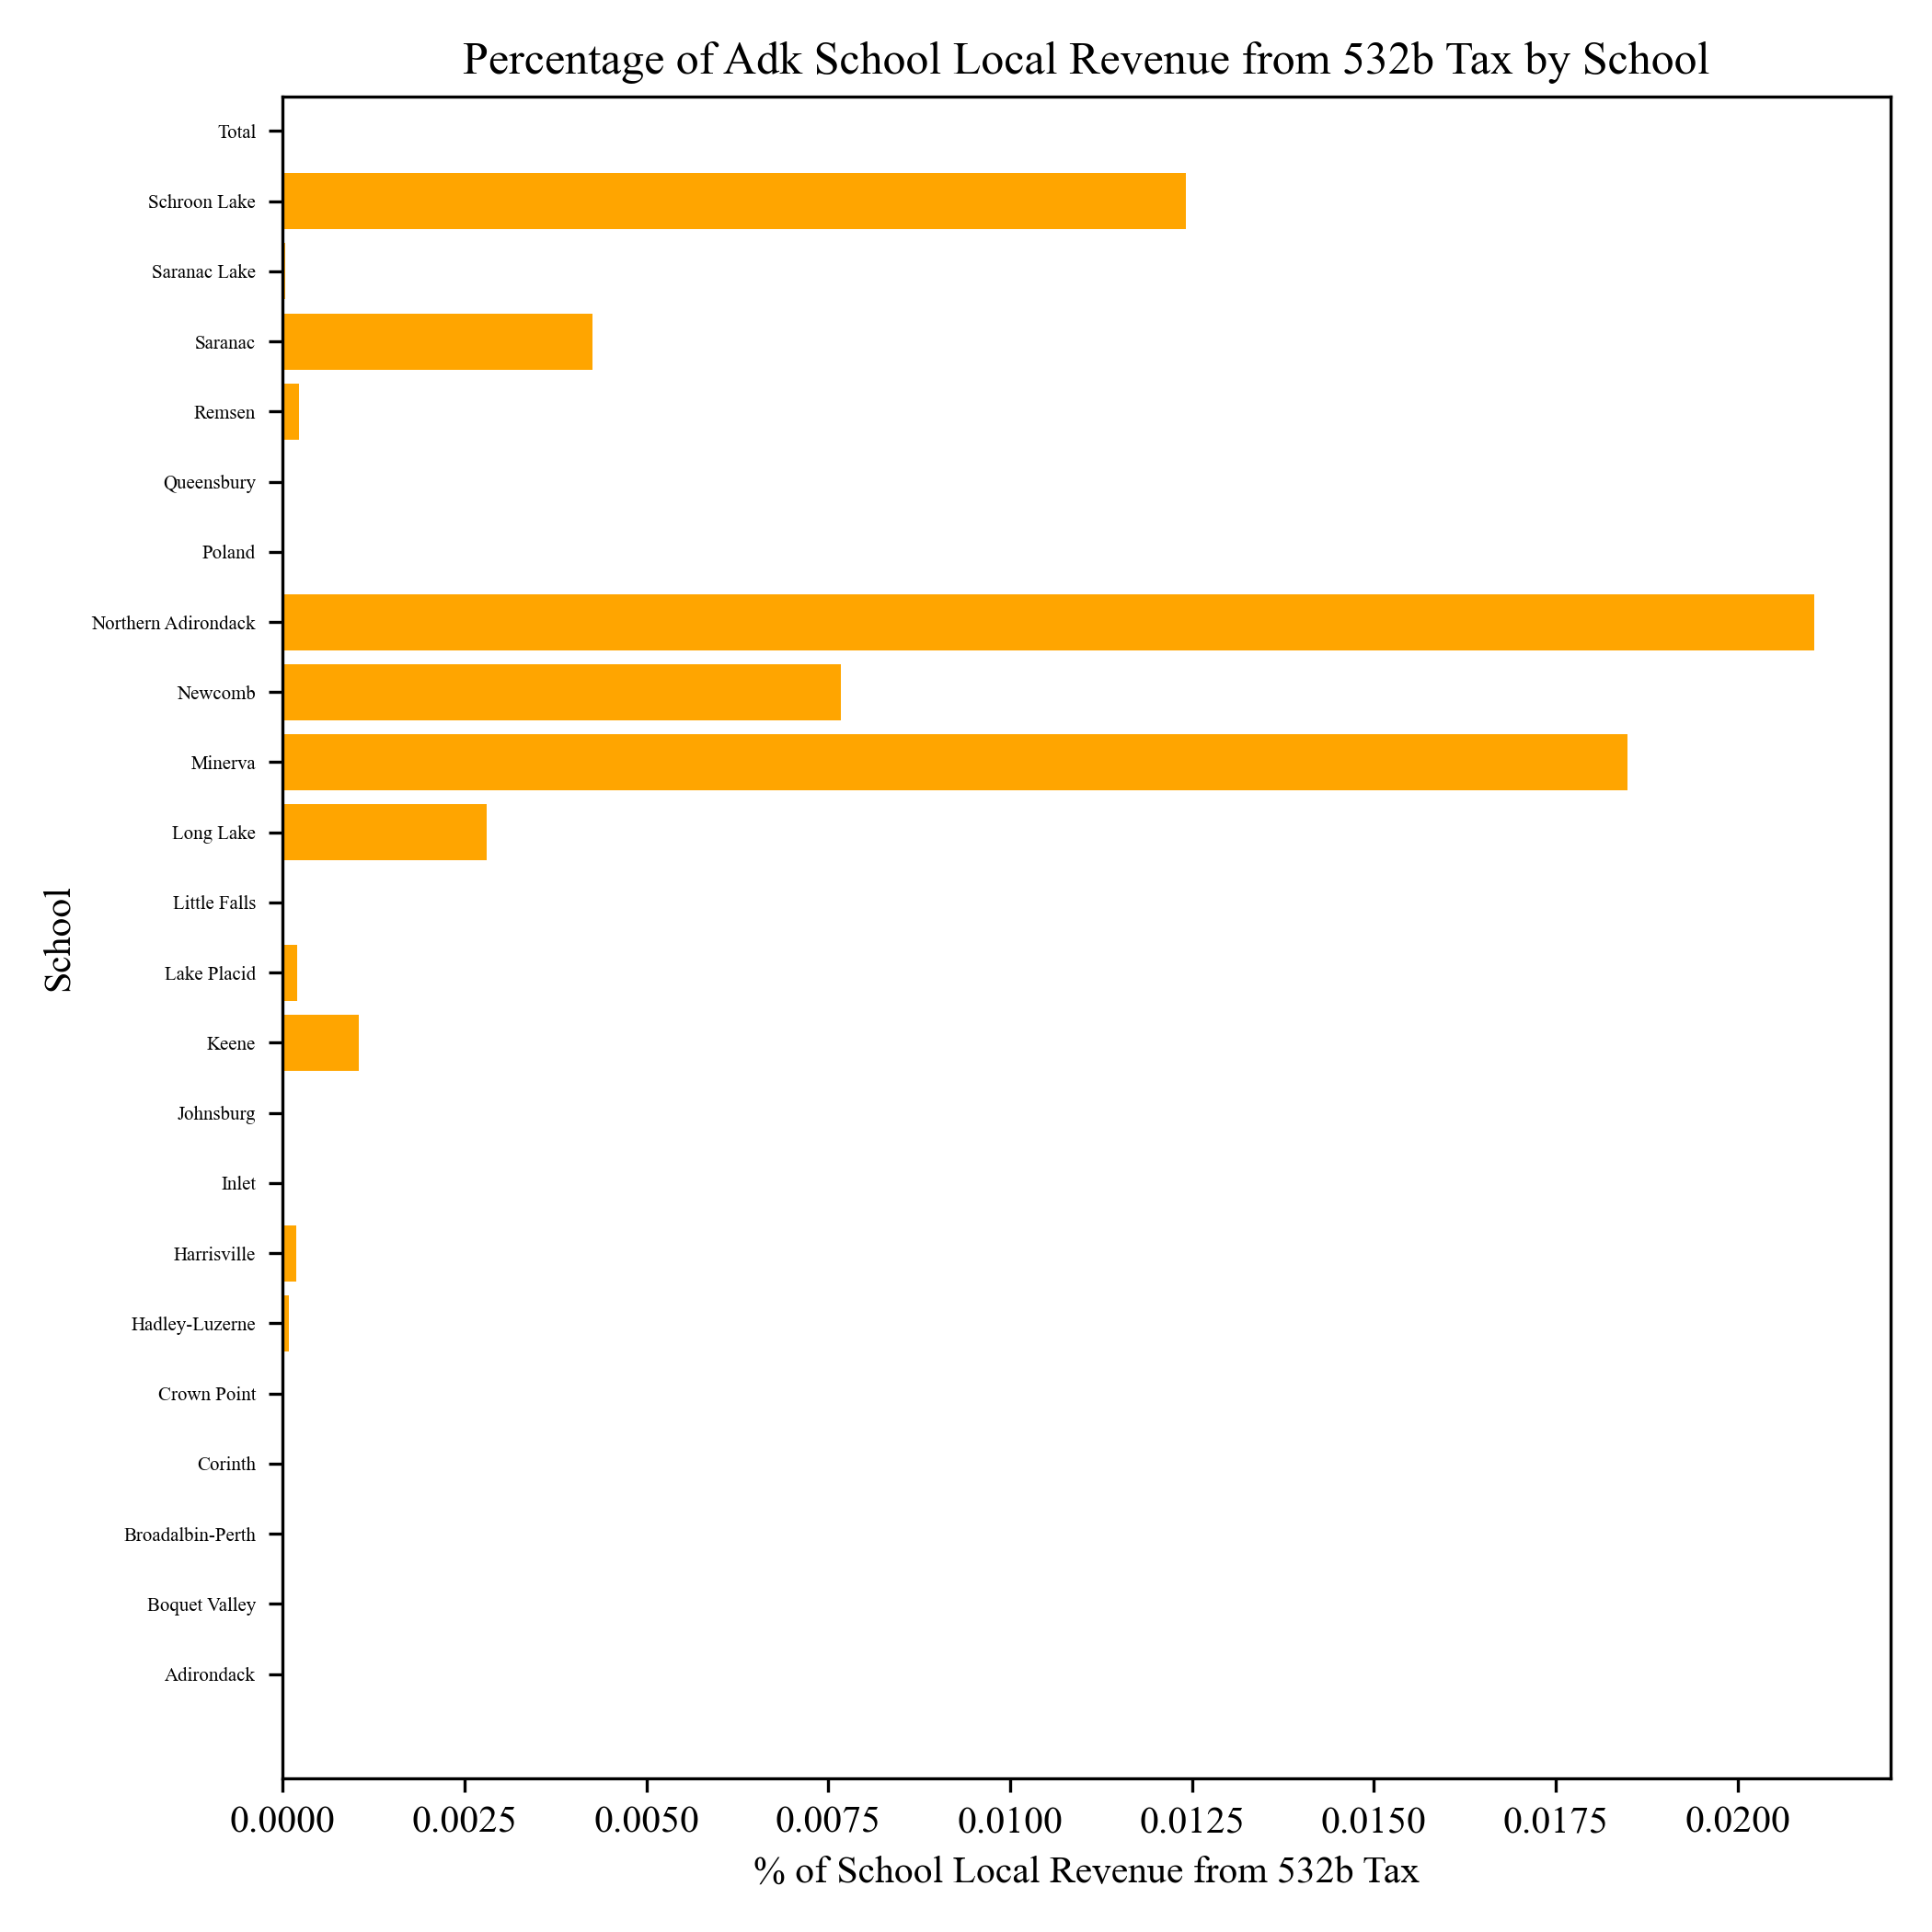 Percentage of Adk School Local Revenue from 532b Tax by School
Total
Schroon Lake
Saranac Lake
Saranac
Remsen
Queensbury
Poland
Northern Adirondack
Newcomb
Minerva
Long Lake
Little Falls
Lake Placid
Keene
Johnsburg
Inlet
Harrisville
Hadley-Luzerne
Crown Point
Corinth
Broadalbin-Perth
Boquet Valley
Adirondack
School
0.0000 0.0025 0.0050 0.0075 0.0100 0.0125 0.0150 0.0175 0.0200
% of School Local Revenue from 532b Tax